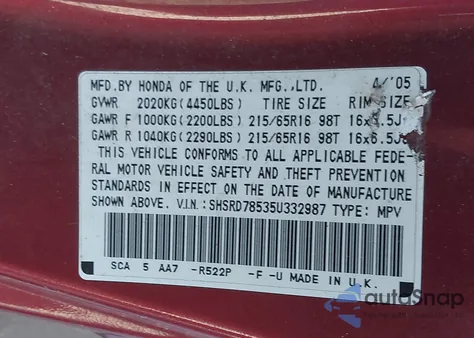 MFD.BY HONDA OF THE U.K. MFG.,LTD. 4/'05
GVWR 2020KG(4450LBS) TIRE SIZE RIM SIZE
GAWR F 1000KG(2200LBS) 215/65R16 98T 16x6.5J
GAWR R 1040KG(2290LBS) 215/65R16 98T 16x6.5J
THIS VEHICLE CONFORMS TO ALL APPLICABLE FEDE-
RAL MOTOR VEHICLE SAFETY AND THEFT PREVENTION
STANDARDS IN EFFECT ON THE DATE OF MANUFACTURE
SHOWN ABOVE. V.I.N:SHSRD78535U332987 TYPE: MPV
SCA 5 AA7 -R522P -F -U MADE IN U.K.
autoSnap